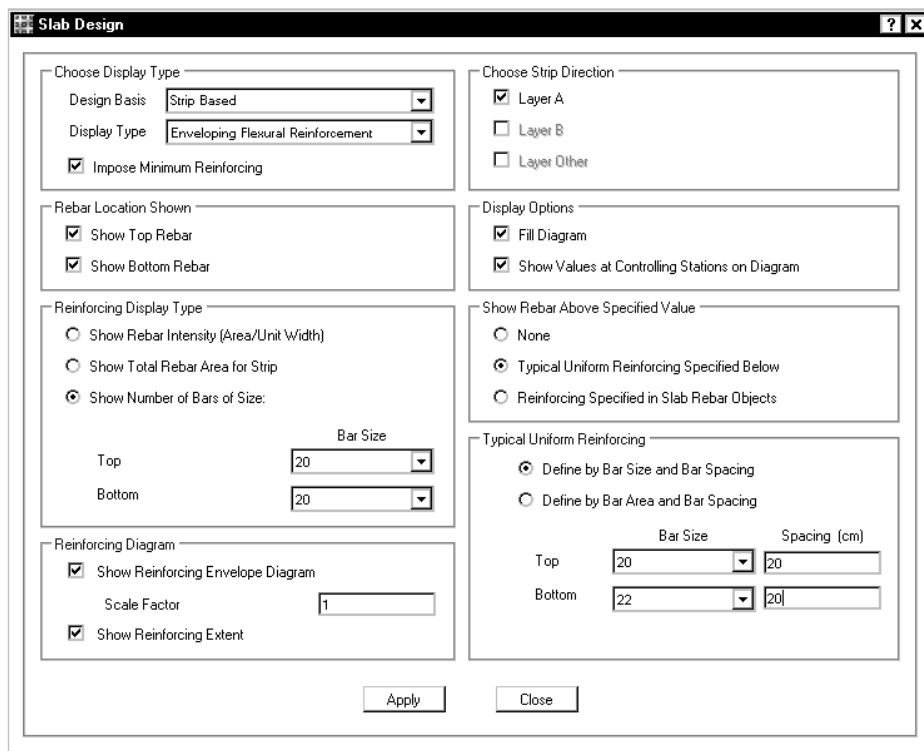 Slab Design
Choose Display Type
Design Basis Strip Based
Display Type Enveloping Flexural Reinforcement
Impose Minimum Reinforcing
Rebar Location Shown
Show Top Rebar
Show Bottom Rebar
Reinforcing Display Type
Show Rebar Intensity (Area/Unit Width)
Show Total Rebar Area for Strip
Show Number of Bars of Size:
Bar Size
Top 20
Bottom 20
Reinforcing Diagram
Show Reinforcing Envelope Diagram
Scale Factor 1
Show Reinforcing Extent
Choose Strip Direction
Layer A
Layer B
Layer Other
Display Options
Fill Diagram
Show Values at Controlling Stations on Diagram
Show Rebar Above Specified Value
None
Typical Uniform Reinforcing Specified Below
Reinforcing Specified in Slab Rebar Objects
Typical Uniform Reinforcing
Define by Bar Size and Bar Spacing
Define by Bar Area and Bar Spacing
Bar Size Spacing (cm)
Top 20 20
Bottom 22 20
Apply Close